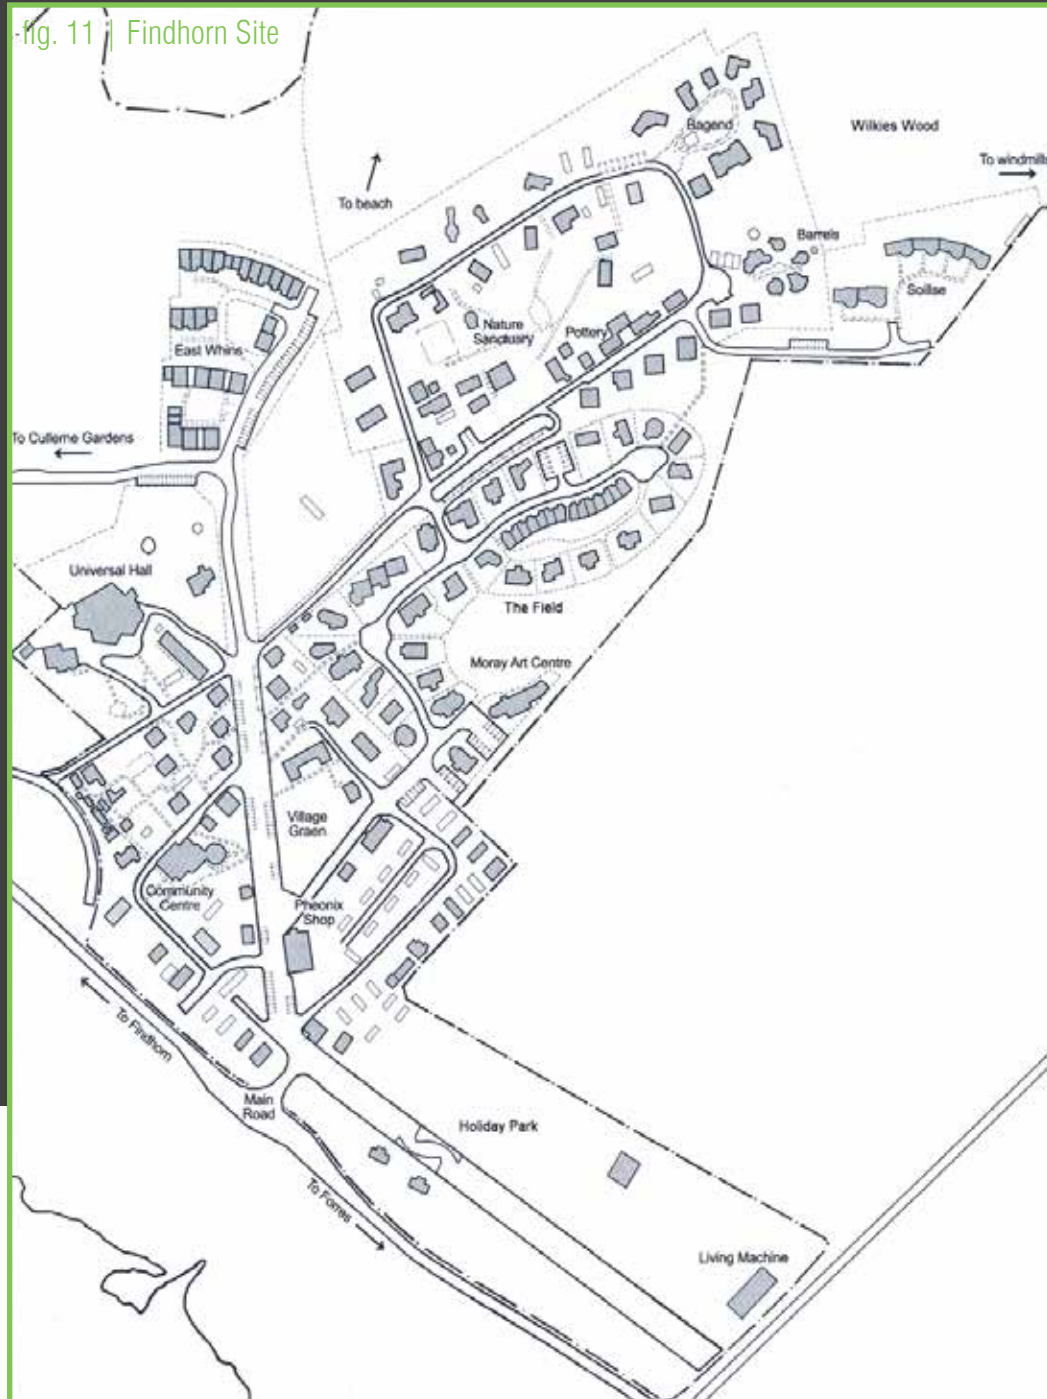 fig. 11 | Findhorn Site
Bagend
Wilkies Wood
To windmills
To beach
Barrels
Soillse
Nature
Sanctuary
Pottery
East Whins
To Cullerne Gardens
Universal Hall
The Field
Moray Art Centre
Village
Graen
Community
Centre
Pheonix
Shop
To Findhorn
Main
Road
Holiday Park
To Forres
Living Machine